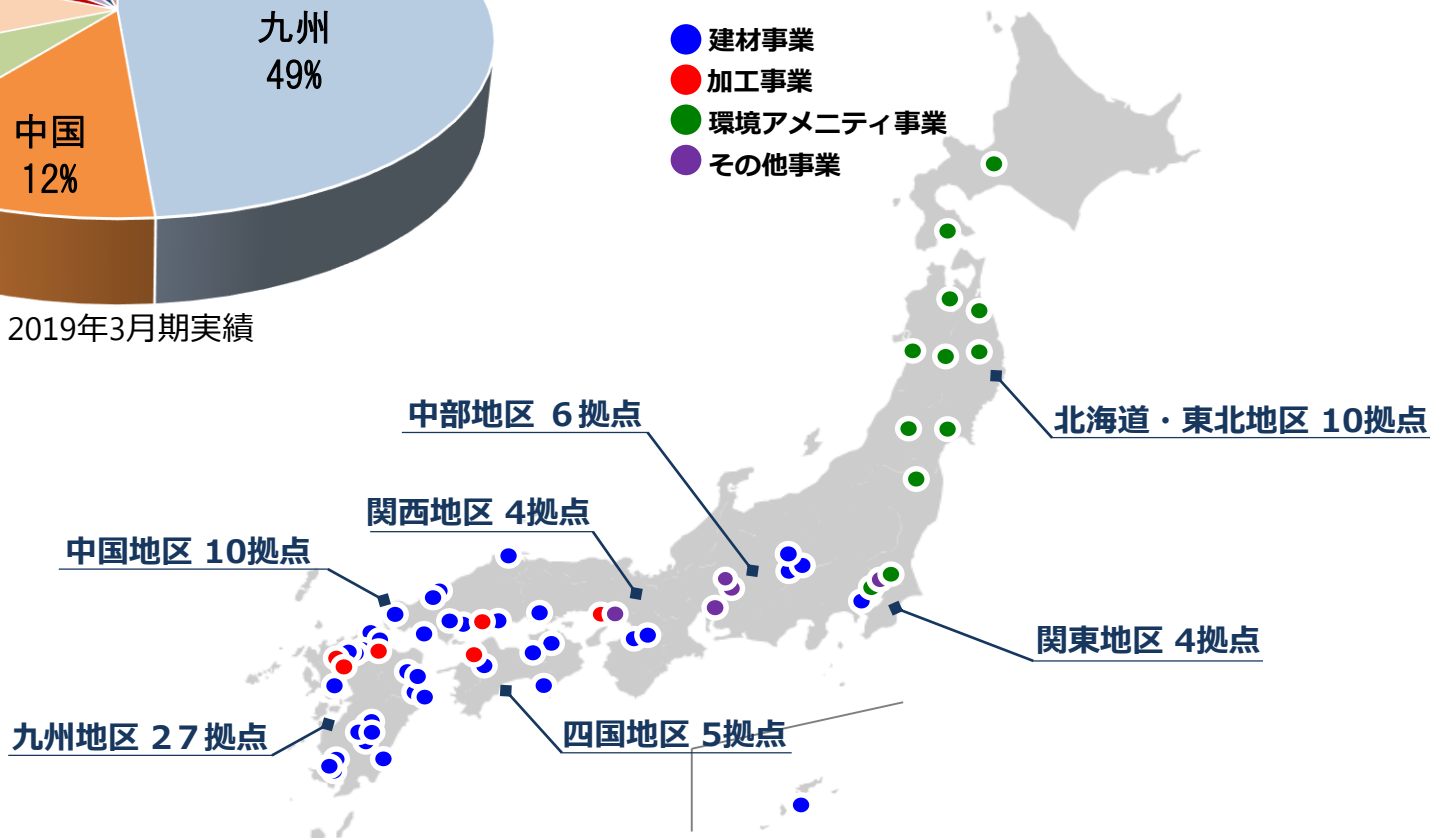 九州
49%
中国
12%
2019年3月期実績
建材事業
加工事業
環境アメニティ事業
その他事業
中部地区 ６拠点
北海道・東北地区 10拠点
関西地区 4拠点
中国地区 10拠点
関東地区 4拠点
九州地区 ２７拠点
四国地区 5拠点